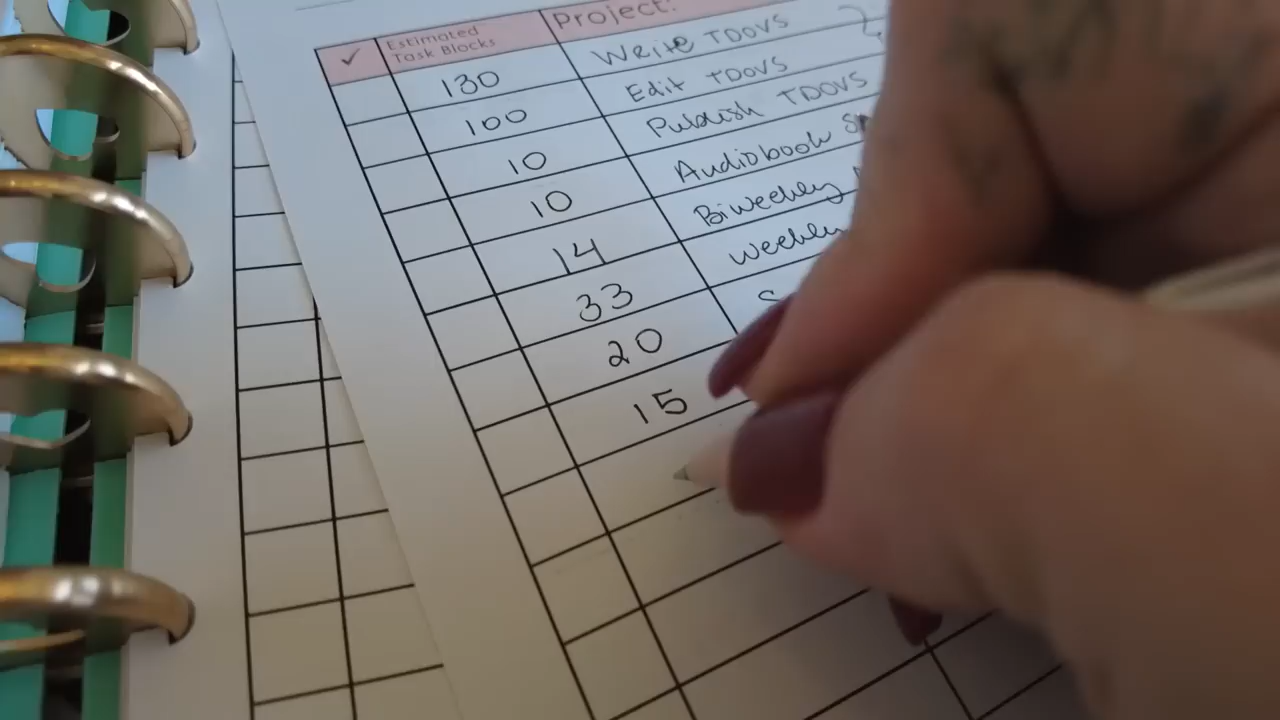 ✓ Estimated Task Blocks Project:
130 Write TDOVS
100 Edit TDOVS
10 Publish TDOVS
10 Audiobook
14 Biweekly
33 Weekly
20
15